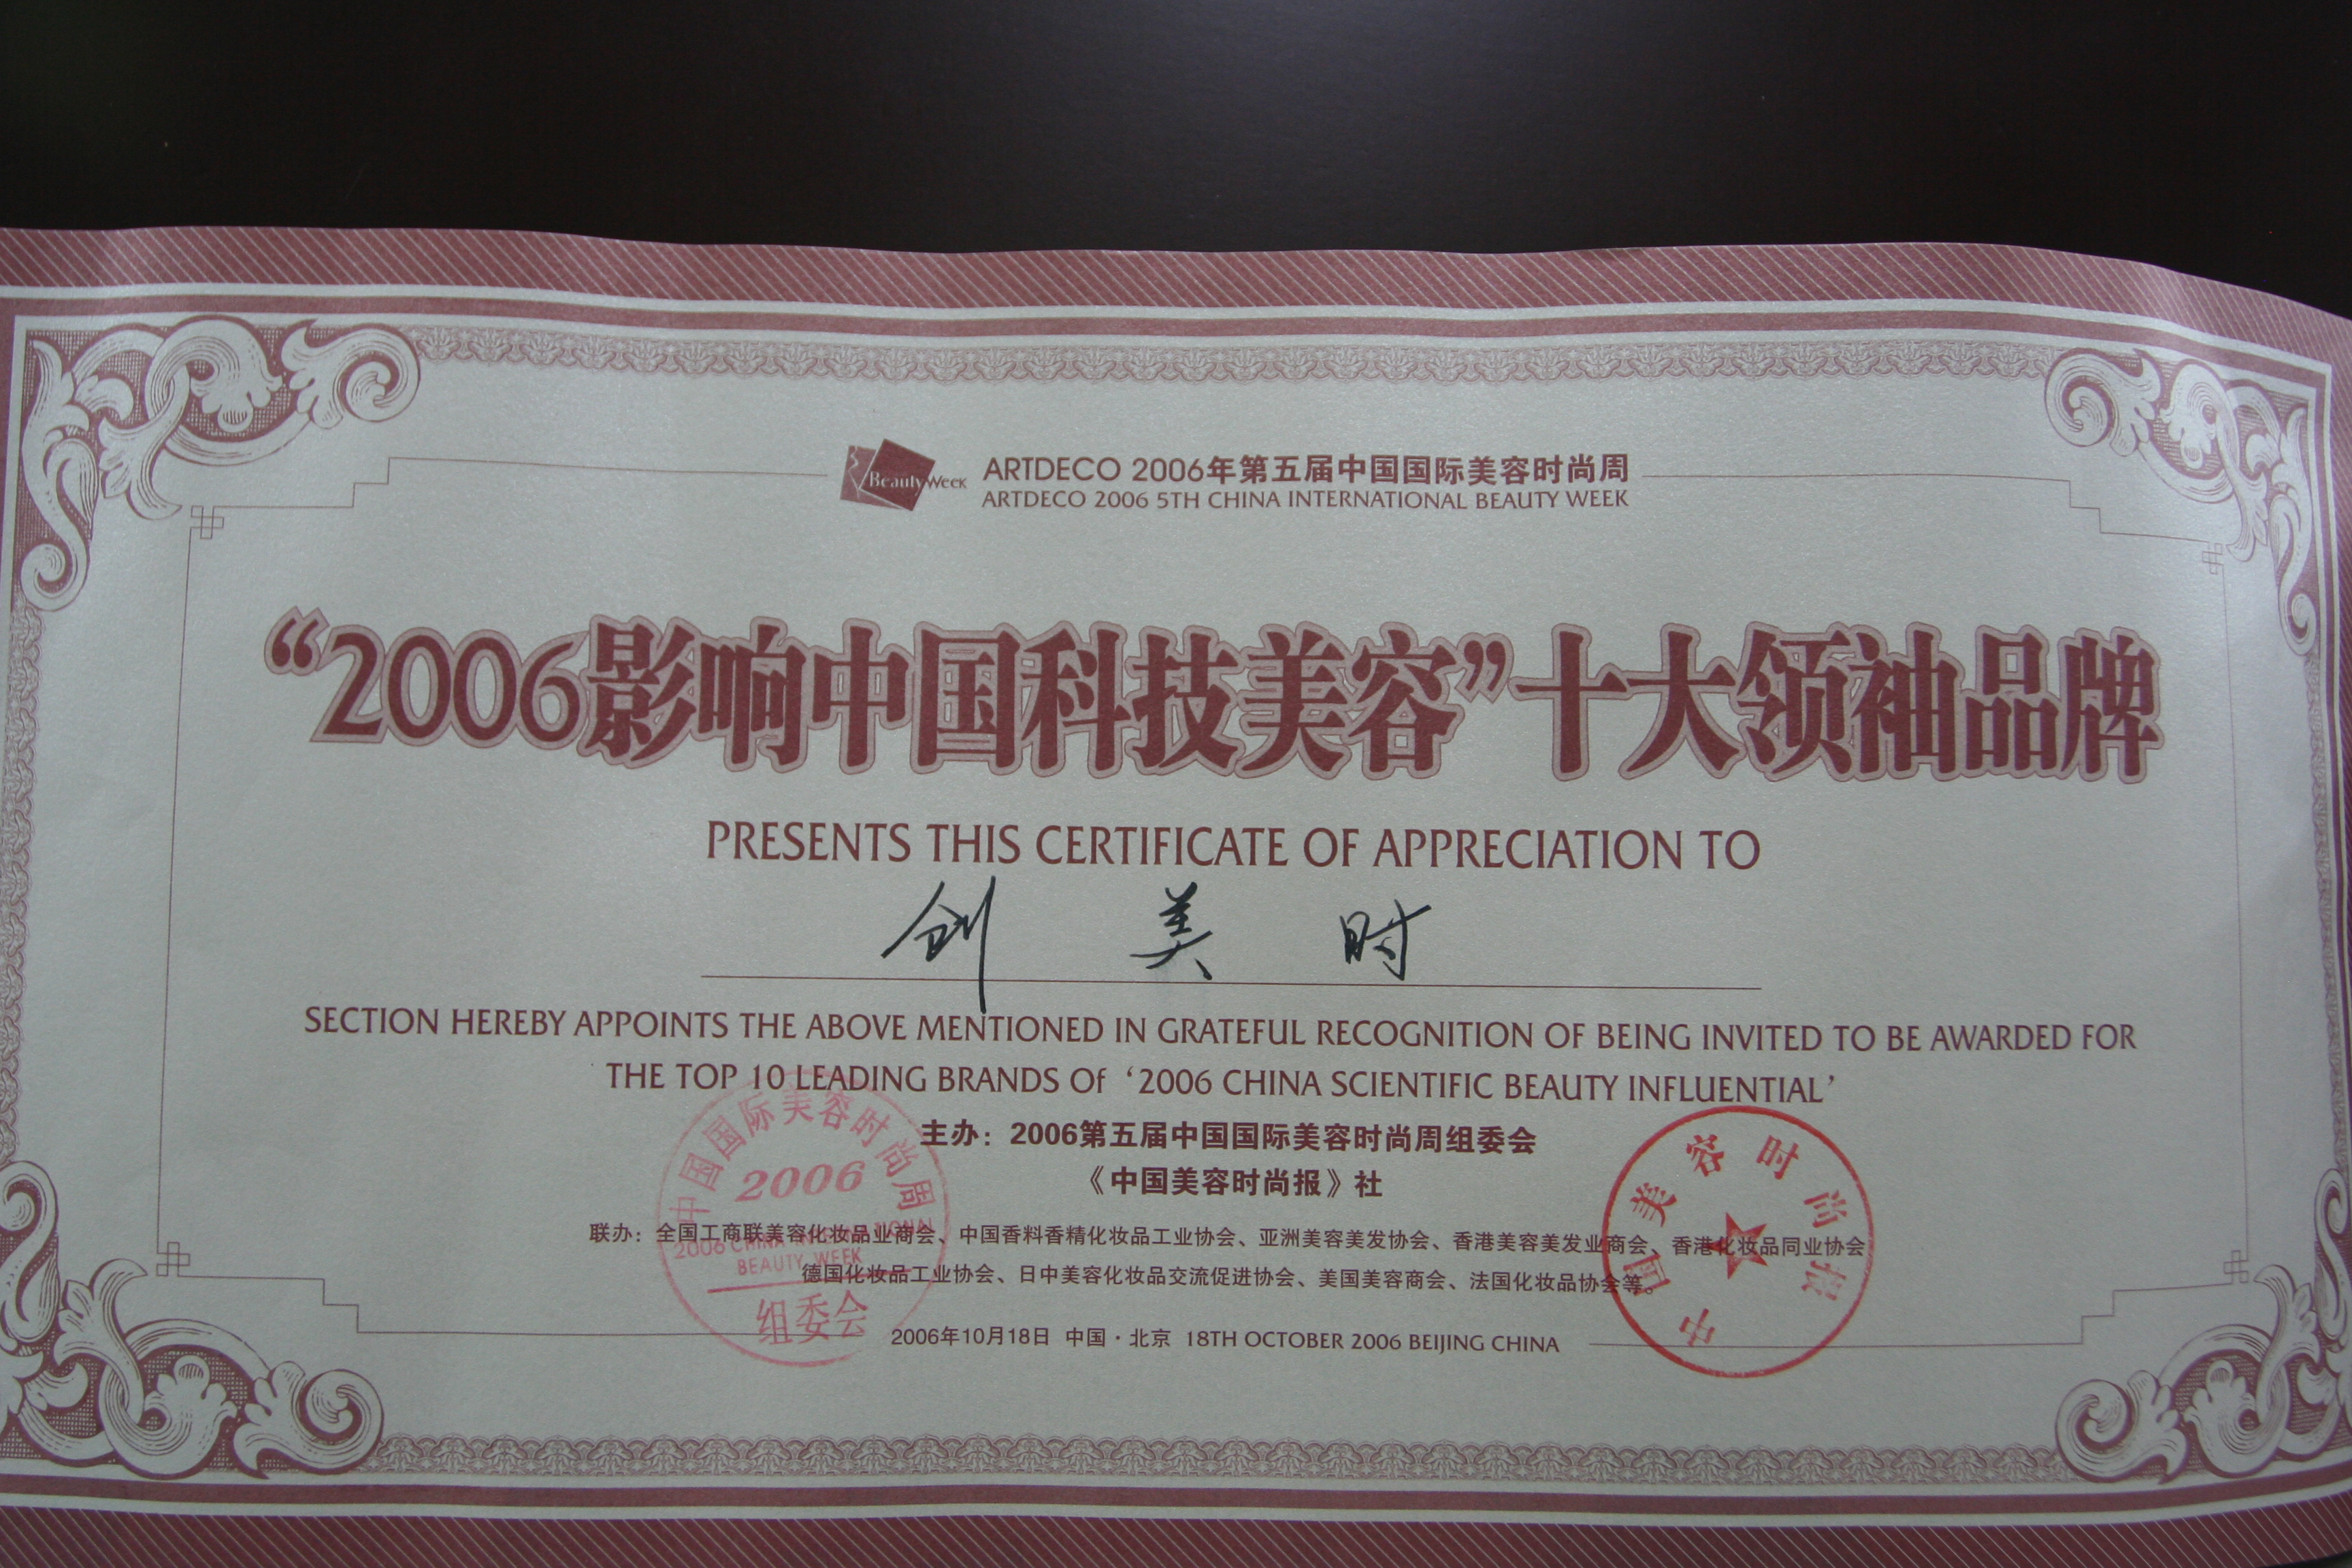 Beauty Week
ARTDECO 2006年第五届中国国际美容时尚周
ARTDECO 2006 5TH CHINA INTERNATIONAL BEAUTY WEEK
“2006影响中国科技美容”十大领袖品牌
PRESENTS THIS CERTIFICATE OF APPRECIATION TO
创 美 时
SECTION HEREBY APPOINTS THE ABOVE MENTIONED IN GRATEFUL RECOGNITION OF BEING INVITED TO BE AWARDED FOR
THE TOP 10 LEADING BRANDS Of ‘2006 CHINA SCIENTIFIC BEAUTY INFLUENTIAL’
主办：2006第五届中国国际美容时尚周组委会
《中国美容时尚报》社
联办：全国工商联美容化妆品业商会、中国香料香精化妆品工业协会、亚洲美容美发协会、香港美容美发业商会、香港化妆品同业协会
德国化妆品工业协会、日中美容化妆品交流促进协会、美国美容商会、法国化妆品协会等。
2006年10月18日 中国·北京 18TH OCTOBER 2006 BEIJING CHINA
中国国际美容时尚周
2006
2006 CHINA INTERNATIONAL
BEAUTY WEEK
组委会
中国美容时尚报